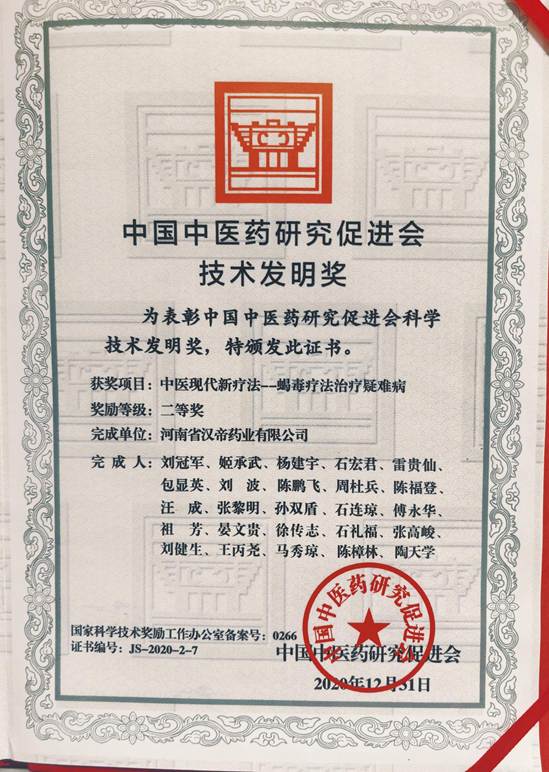 中国中医药研究促进会
技术发明奖
为表彰中国中医药研究促进会科学
技术发明奖，特颁发此证书。
获奖项目：中医现代新疗法--蝎毒疗法治疗疑难病
奖励等级：二等奖
完成单位：河南省汉帝药业有限公司
完 成 人：刘冠军、姬承武、杨建宇、石宏君、雷贵仙、
包显英、刘 波、陈鹏飞、周杜兵、陈福登、
汪 成、张黎明、孙双盾、石连琼、傅永华、
祖 芳、晏文贵、徐传志、石礼福、张高峻、
刘健生、王丙尧、马秀琼、陈樟林、陶天学
国家科学技术奖励工作办公室备案号：0266
证书编号：JS-2020-2-7
中国中医药研究促进会
2020年12月31日
中国中医药研究促进会